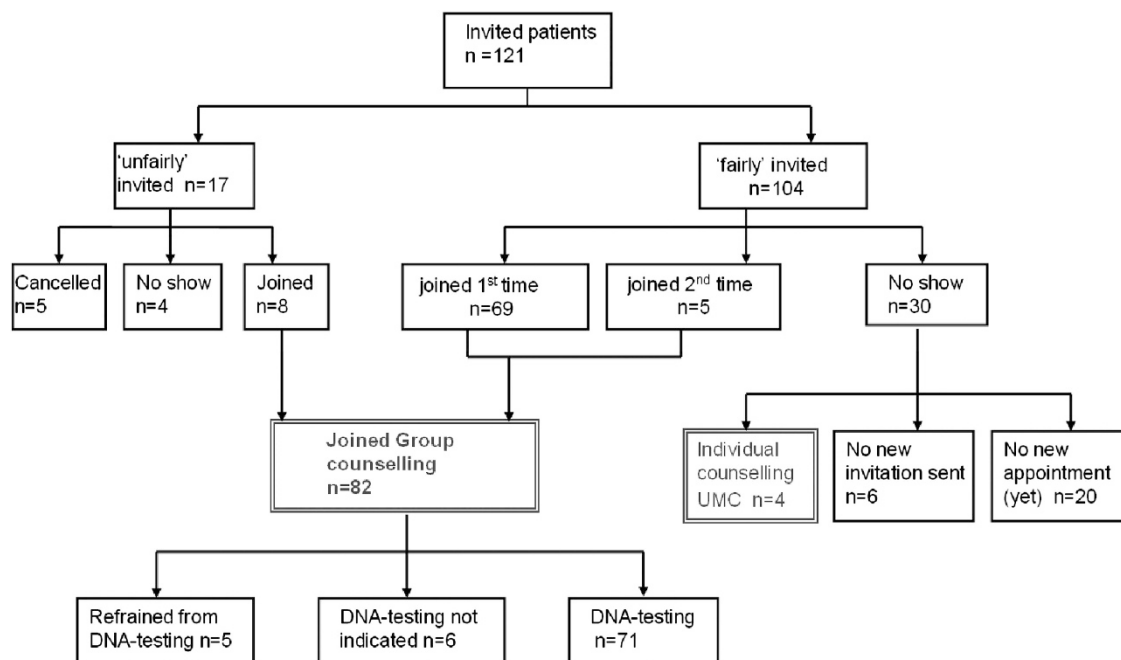 Invited patients
n =121
'unfairly'
invited n=17
'fairly' invited
n=104
Cancelled
n=5
No show
n=4
Joined
n=8
joined 1st time
n=69
joined 2nd time
n=5
No show
n=30
Joined Group
counselling
n=82
Individual
counselling
UMC n=4
No new
invitation sent
n=6
No new
appointment
(yet) n=20
Refrained from
DNA-testing n=5
DNA-testing not
indicated n=6
DNA-testing
n=71